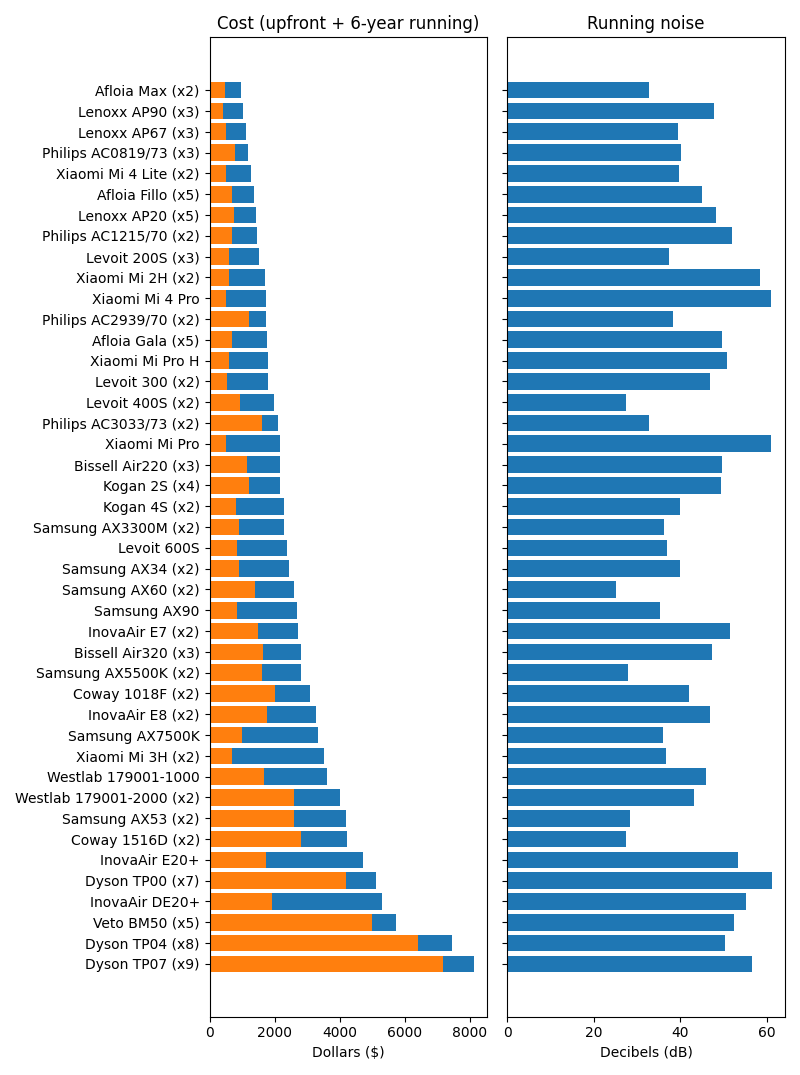 Cost (upfront + 6-year running)
Running noise
Afloia Max (x2)
Lenoxx AP90 (x3)
Lenoxx AP67 (x3)
Philips AC0819/73 (x3)
Xiaomi Mi 4 Lite (x2)
Afloia Fillo (x5)
Lenoxx AP20 (x5)
Philips AC1215/70 (x2)
Levoit 200S (x3)
Xiaomi Mi 2H (x2)
Xiaomi Mi 4 Pro
Philips AC2939/70 (x2)
Afloia Gala (x5)
Xiaomi Mi Pro H
Levoit 300 (x2)
Levoit 400S (x2)
Philips AC3033/73 (x2)
Xiaomi Mi Pro
Bissell Air220 (x3)
Kogan 2S (x4)
Kogan 4S (x2)
Samsung AX3300M (x2)
Levoit 600S
Samsung AX34 (x2)
Samsung AX60 (x2)
Samsung AX90
InovaAir E7 (x2)
Bissell Air320 (x3)
Samsung AX5500K (x2)
Coway 1018F (x2)
InovaAir E8 (x2)
Samsung AX7500K
Xiaomi Mi 3H (x2)
Westlab 179001-1000
Westlab 179001-2000 (x2)
Samsung AX53 (x2)
Coway 1516D (x2)
InovaAir E20+
Dyson TP00 (x7)
InovaAir DE20+
Veto BM50 (x5)
Dyson TP04 (x8)
Dyson TP07 (x9)
0 2000 4000 6000 8000
Dollars ($)
0 20 40 60
Decibels (dB)